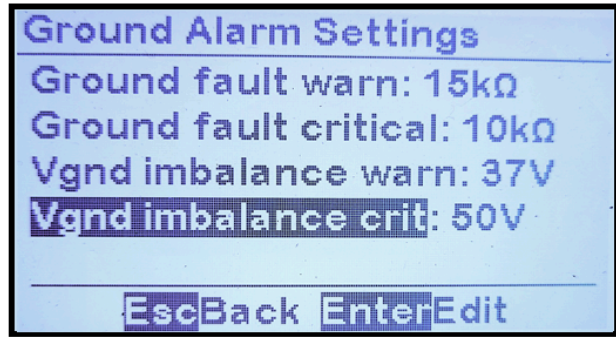 Ground Alarm Settings
Ground fault warn: 15kΩ
Ground fault critical: 10kΩ
Vgnd imbalance warn: 37V
Vgnd imbalance crit: 50V
EscBack EnterEdit